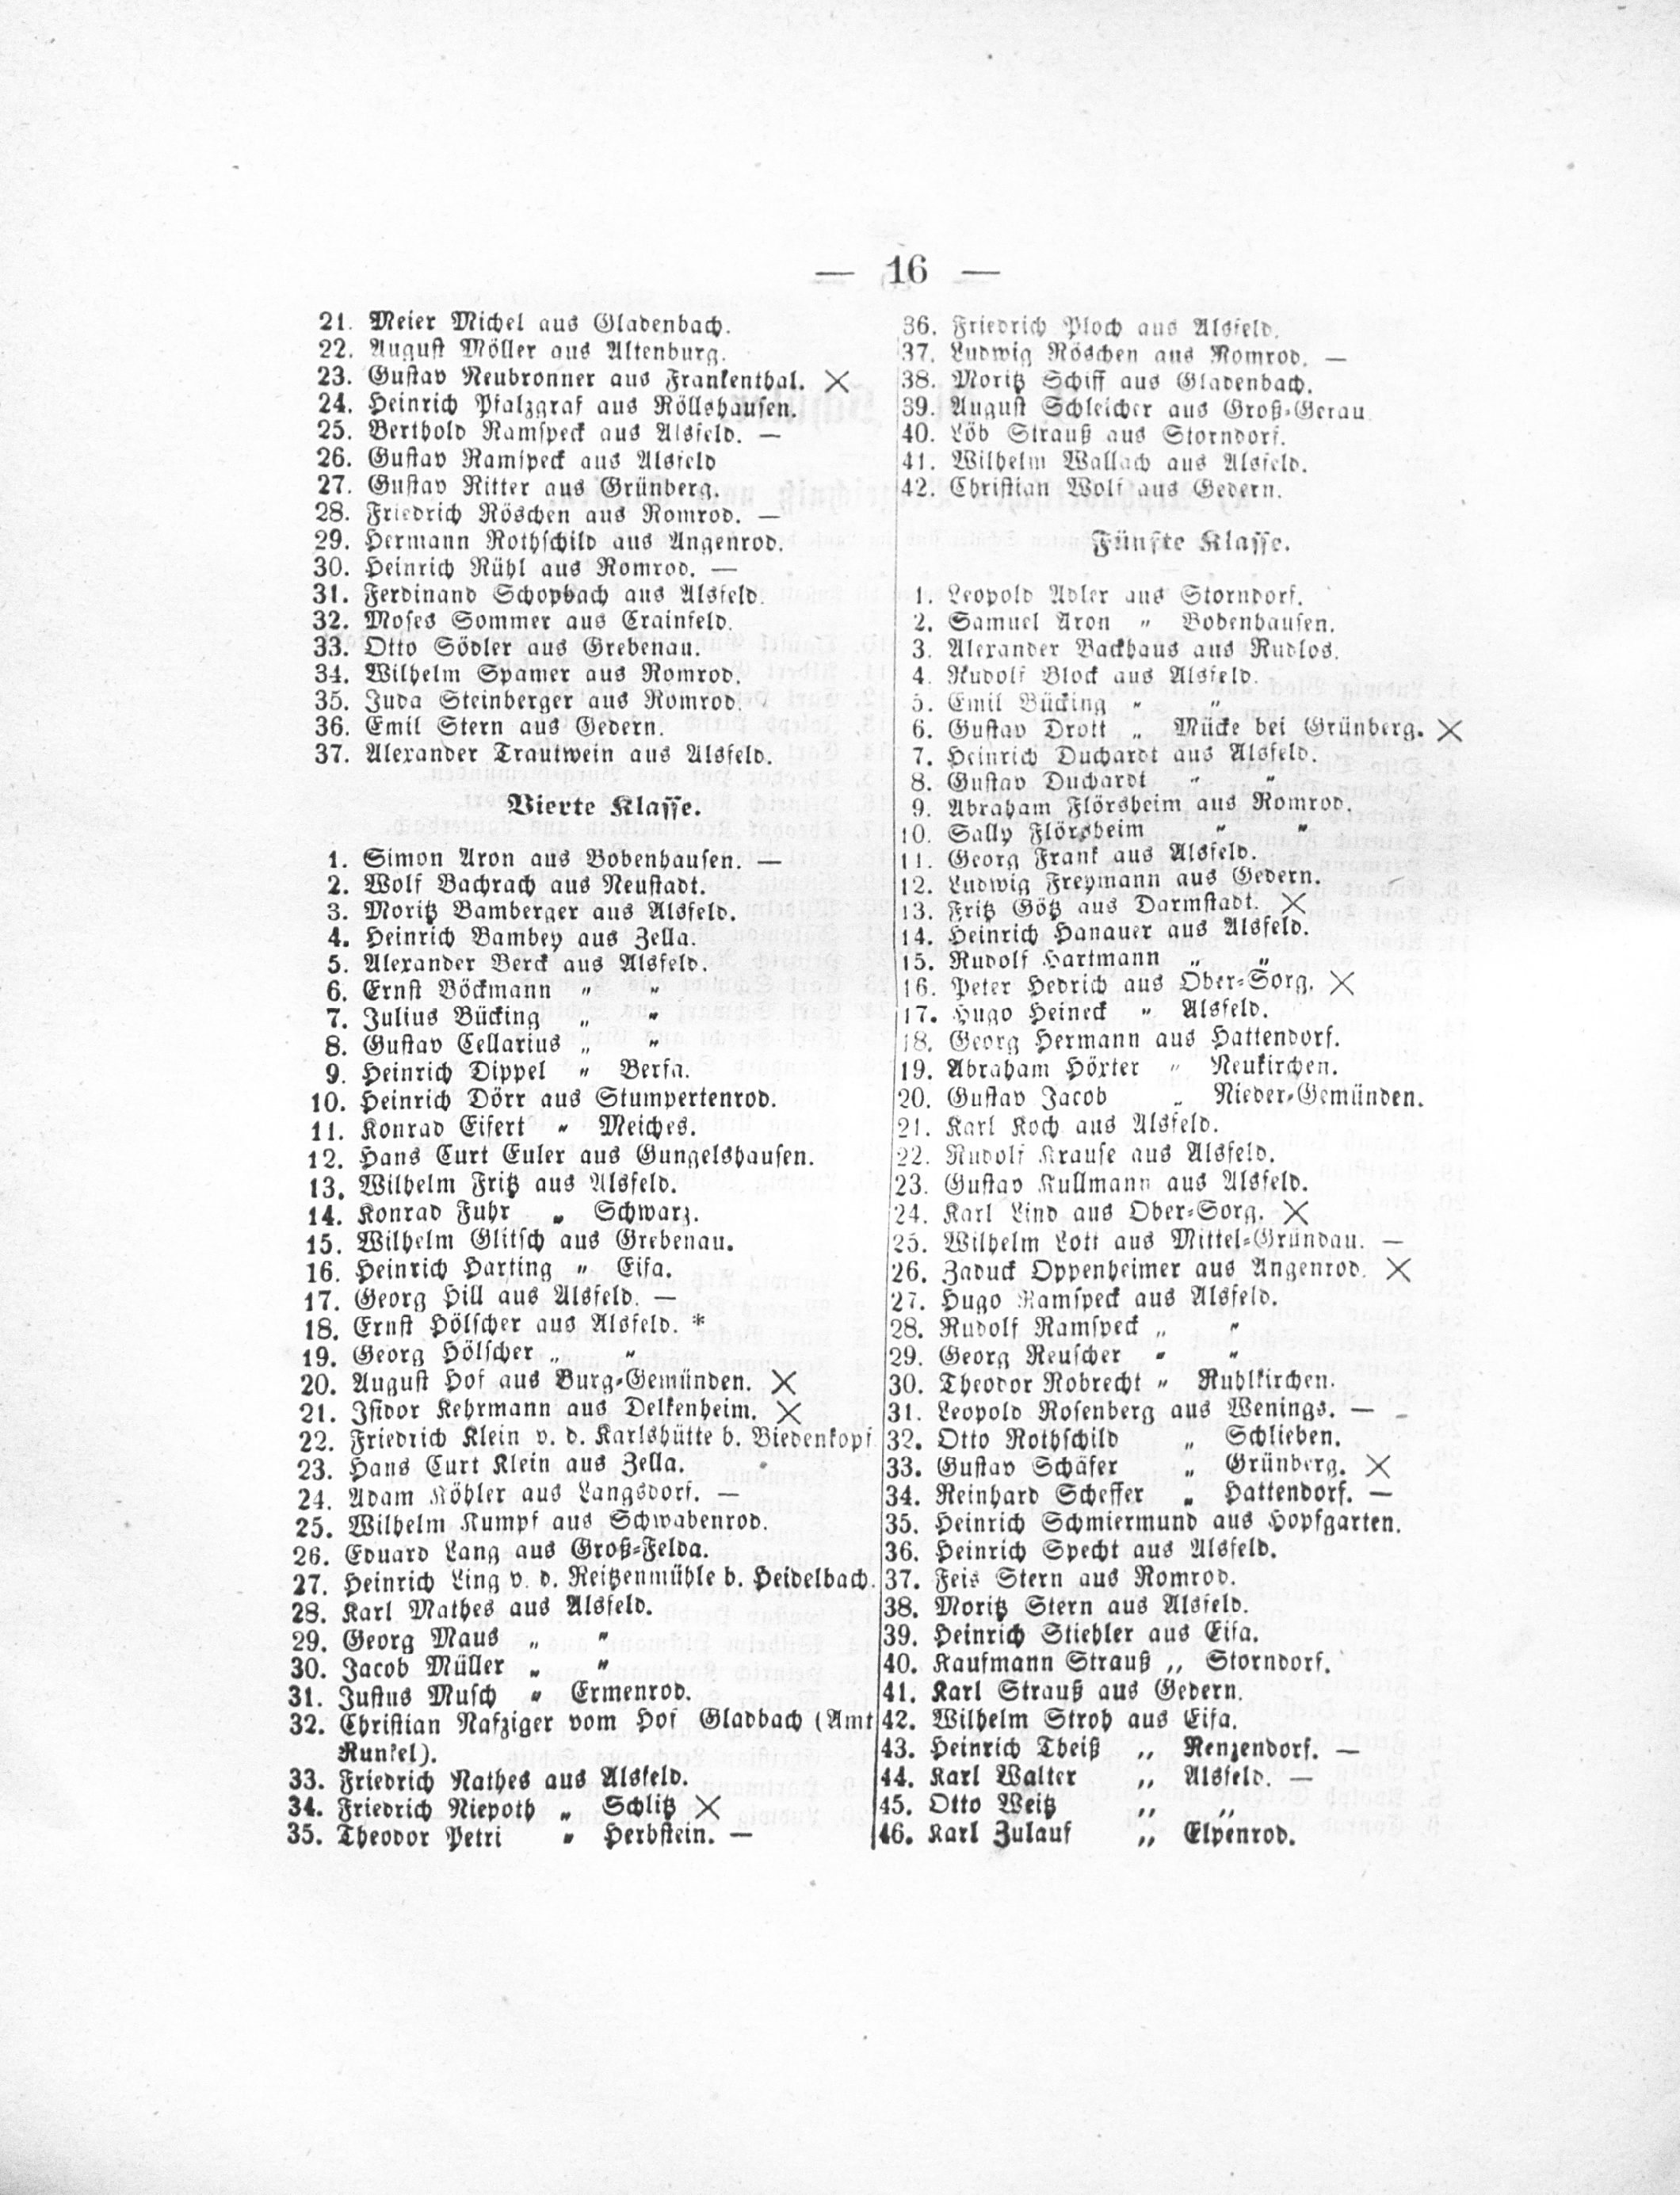 — 16 —
21. Meier Michel aus Gladenbach.
22. August Möller aus Altenburg.
23. Gustav Neubronner aus Frankenthal. ×
24. Heinrich Pfalzgraf aus Röllshausen.
25. Berthold Ramspeck aus Alsfeld. —
26. Gustav Ramspeck aus Alsfeld
27. Gustav Ritter aus Grünberg.
28. Friedrich Röschen aus Romrod. —
29. Hermann Rothschild aus Angenrod.
30. Heinrich Rühl aus Romrod. —
31. Ferdinand Schopbach aus Alsfeld.
32. Moses Sommer aus Crainfeld.
33. Otto Södler aus Grebenau.
34. Wilhelm Spamer aus Romrod.
35. Juda Steinberger aus Romrod.
36. Emil Stern aus Gedern.
37. Alexander Trautwein aus Alsfeld.
Vierte Klasse.
1. Simon Aron aus Bobenhausen. —
2. Wolf Bachrach aus Neustadt.
3. Moritz Bamberger aus Alsfeld.
4. Heinrich Bambey aus Zella.
5. Alexander Berck aus Alsfeld.
6. Ernst Böckmann „ „
7. Julius Bücking „ „
8. Gustav Cellarius „ „
9. Heinrich Dippel „ Berfa.
10. Heinrich Dörr aus Stumpertenrod.
11. Konrad Eifert „ Meiches.
12. Hans Curt Euler aus Gungelshausen.
13. Wilhelm Fritz aus Alsfeld.
14. Konrad Fuhr „ Schwarz.
15. Wilhelm Glitsch aus Grebenau.
16. Heinrich Harting „ Eifa.
17. Georg Hill aus Alsfeld. —
18. Ernst Hölscher aus Alsfeld. *
19. Georg Hölscher „ „
20. August Hof aus Burg-Gemünden. ×
21. Isidor Kehrmann aus Delkenheim. ×
22. Friedrich Klein v. d. Karlshütte b. Biedenkopf
23. Hans Curt Klein aus Zella.
24. Adam Köhler aus Langsdorf. —
25. Wilhelm Kumpf aus Schwabenrod.
26. Eduard Lang aus Groß-Felda.
27. Heinrich Ling v. d. Reitzenmühle b. Heidelbach.
28. Karl Mathes aus Alsfeld.
29. Georg Maus „ „
30. Jacob Müller „ „
31. Justus Musch „ Ermenrod.
32. Christian Nafziger vom Hof Gladbach (Amt
Runkel).
33. Friedrich Nathes aus Alsfeld.
34. Friedrich Niepoth „ Schlitz ×
35. Theodor Petri „ Herbstein. —
36. Friedrich Ploch aus Alsfeld.
37. Ludwig Röschen aus Romrod. —
38. Moritz Schiff aus Gladenbach.
39. August Schleicher aus Groß-Gerau.
40. Löb Strauß aus Storndorf.
41. Wilhelm Wallach aus Alsfeld.
42. Christian Wolf aus Gedern.
Fünfte Klasse.
1. Leopold Adler aus Storndorf.
2. Samuel Aron „ Bobenhausen.
3. Alexander Backhaus aus Rudlos.
4. Rudolf Block aus Alsfeld.
5. Emil Bücking „ „
6. Gustav Drott „ Mücke bei Grünberg. ×
7. Heinrich Duchardt aus Alsfeld.
8. Gustav Duchardt „ „
9. Abraham Flörsheim aus Romrod.
10. Sally Flörsheim „ „
11. Georg Frank aus Alsfeld.
12. Ludwig Freymann aus Gedern.
13. Fritz Götz aus Darmstadt. ×
14. Heinrich Hanauer aus Alsfeld.
15. Rudolf Hartmann „ „
16. Peter Hedrich aus Ober-Sorg. ×
17. Hugo Heineck „ Alsfeld.
18. Georg Hermann aus Hattendorf.
19. Abraham Höxter „ Neukirchen.
20. Gustav Jacob „ Nieder-Gemünden.
21. Karl Koch aus Alsfeld.
22. Rudolf Krause aus Alsfeld.
23. Gustav Kullmann aus Alsfeld.
24. Karl Lind aus Ober-Sorg. ×
25. Wilhelm Lott aus Mittel-Gründau. —
26. Zaduck Oppenheimer aus Angenrod. ×
27. Hugo Ramspeck aus Alsfeld.
28. Rudolf Ramspeck „ „
29. Georg Reuscher „ „
30. Theodor Robrecht „ Ruhlkirchen.
31. Leopold Rosenberg aus Wenings. —
32. Otto Rothschild „ Schlieben.
33. Gustav Schäfer „ Grünberg. ×
34. Reinhard Scheffer „ Hattendorf. —
35. Heinrich Schmiermund aus Hopfgarten.
36. Heinrich Specht aus Alsfeld.
37. Feis Stern aus Romrod.
38. Moritz Stern aus Alsfeld.
39. Heinrich Stiehler aus Eifa.
40. Kaufmann Strauß „ Storndorf.
41. Karl Strauß aus Gedern.
42. Wilhelm Stroh aus Eifa.
43. Heinrich Theiß „ Renzendorf. —
44. Karl Walter „ Alsfeld. —
45. Otto Weitz „ „
46. Karl Zulauf „ Elpenrod.